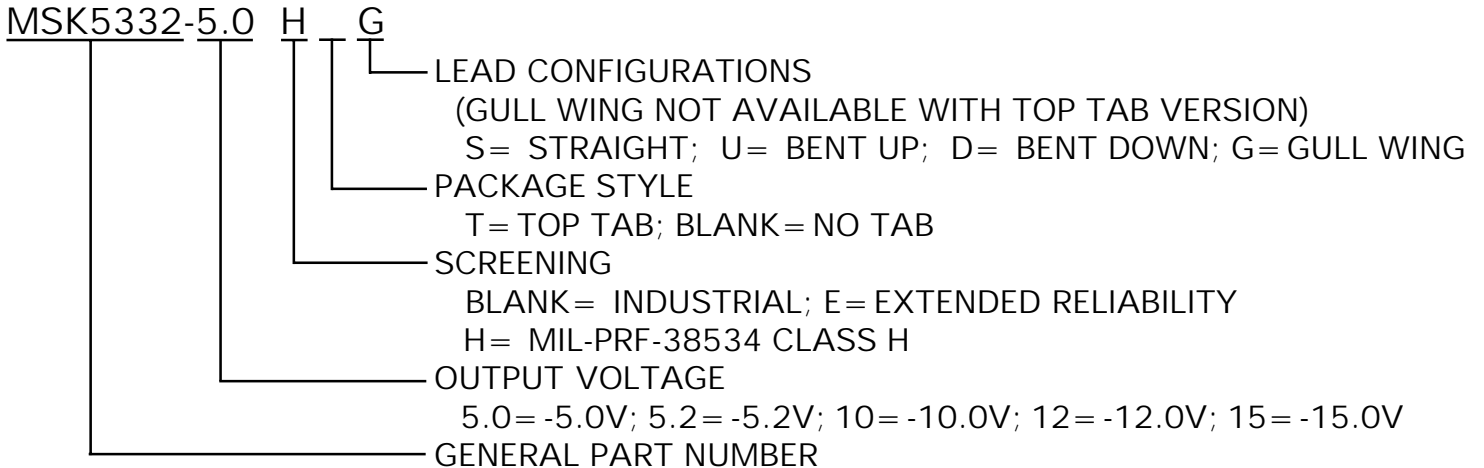 MSK5332-5.0 H _ G
LEAD CONFIGURATIONS
(GULL WING NOT AVAILABLE WITH TOP TAB VERSION)
S= STRAIGHT; U= BENT UP; D= BENT DOWN; G=GULL WING
PACKAGE STYLE
T=TOP TAB; BLANK=NO TAB
SCREENING
BLANK= INDUSTRIAL; E=EXTENDED RELIABILITY
H= MIL-PRF-38534 CLASS H
OUTPUT VOLTAGE
5.0=-5.0V; 5.2=-5.2V; 10=-10.0V; 12=-12.0V; 15=-15.0V
GENERAL PART NUMBER